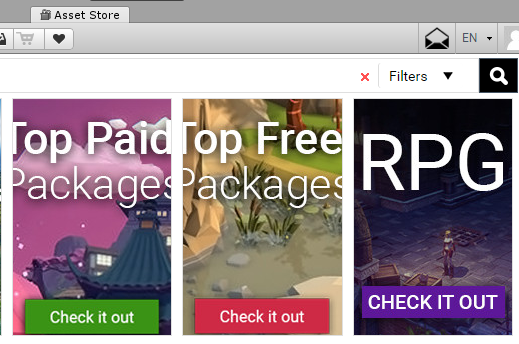 Asset Store
EN
Filters
Top Paid
Packages
Check it out
Top Free
Packages
Check it out
RPG
CHECK IT OUT